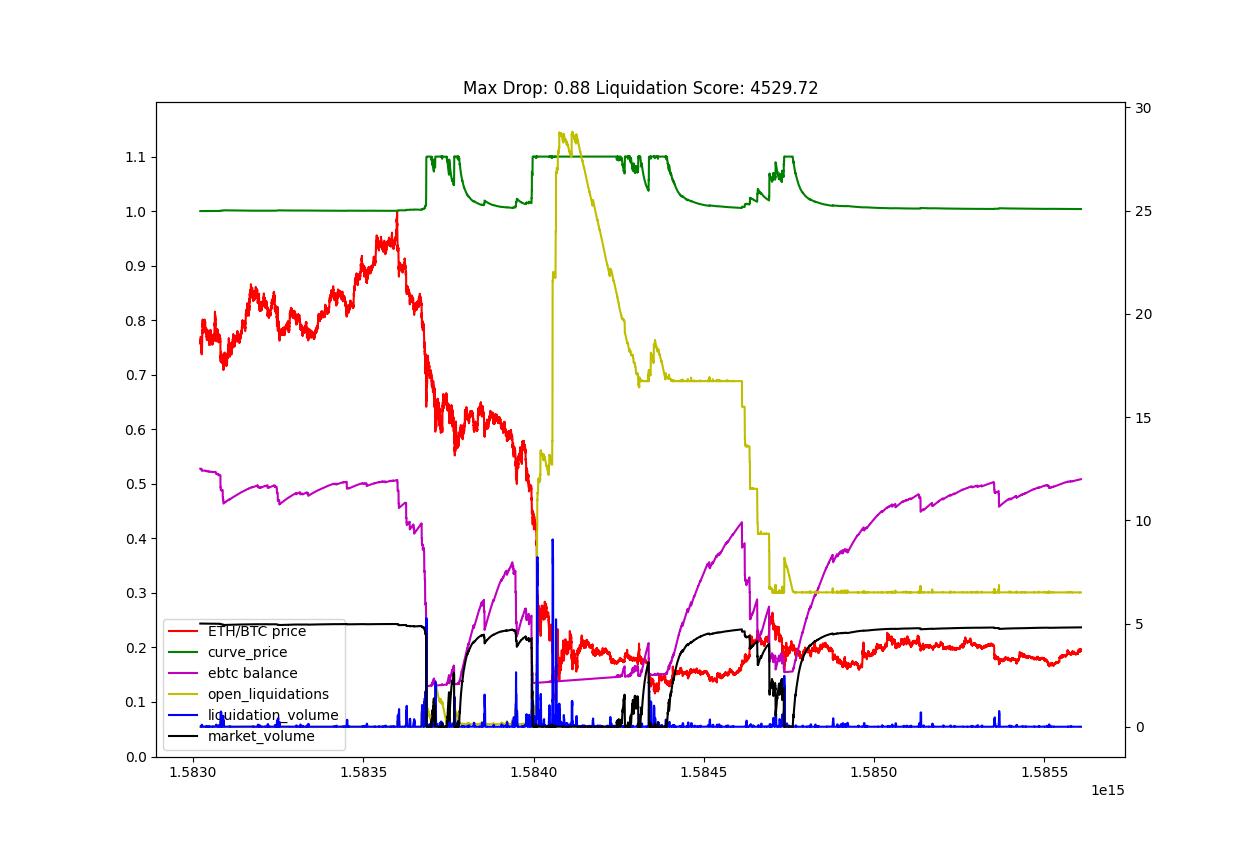 Max Drop: 0.88 Liquidation Score: 4529.72
1.1
1.0
0.9
0.8
0.7
0.6
0.5
0.4
0.3
0.2
0.1
0.0
30
25
20
15
10
5
0
ETH/BTC price
curve_price
ebtc balance
open_liquidations
liquidation_volume
market_volume
1.5830 1.5835 1.5840 1.5845 1.5850 1.5855
1e15